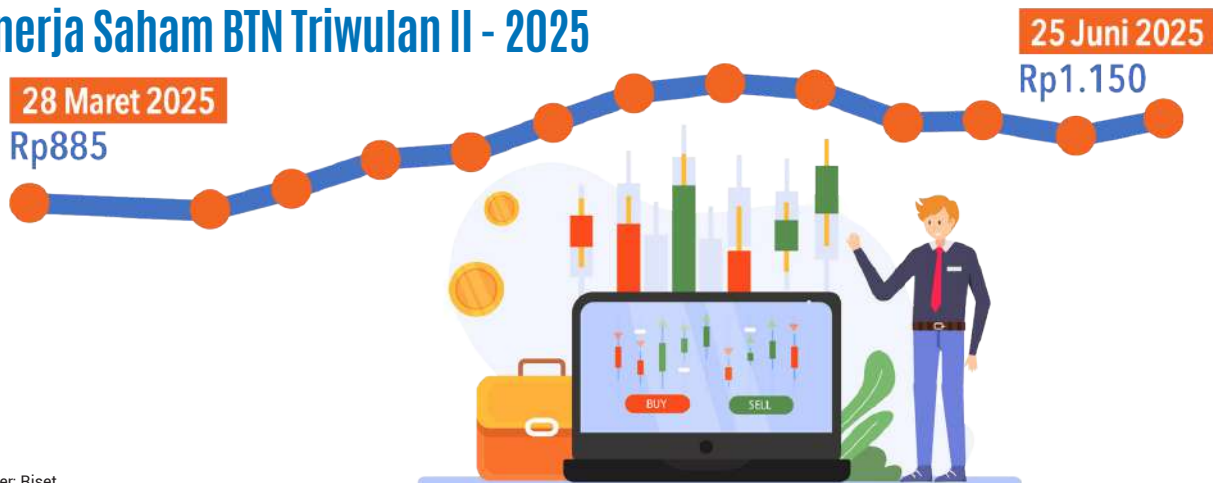 nerja Saham BTN Triwulan II - 2025
28 Maret 2025
Rp885
25 Juni 2025
Rp1.150
BUY
SELL
er: Riset